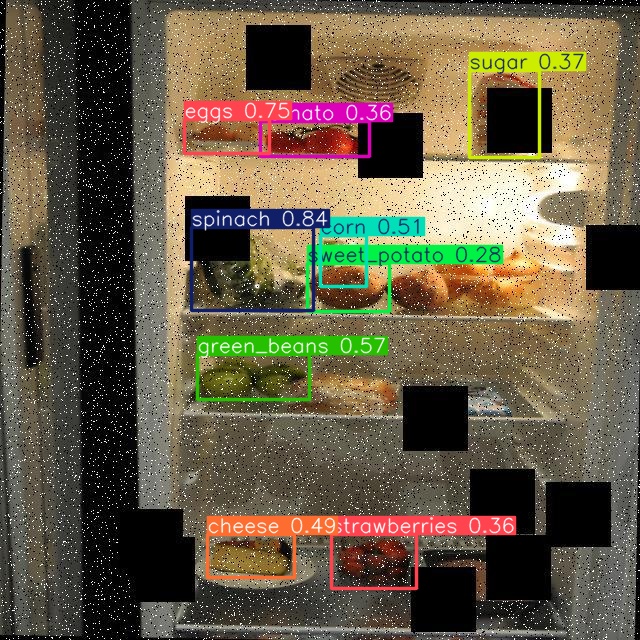 sugar 0.37
eggs 0.75
nato 0.36
spinach 0.84
corn 0.51
sweet_potato 0.28
green_beans 0.57
cheese 0.49
strawberries 0.36